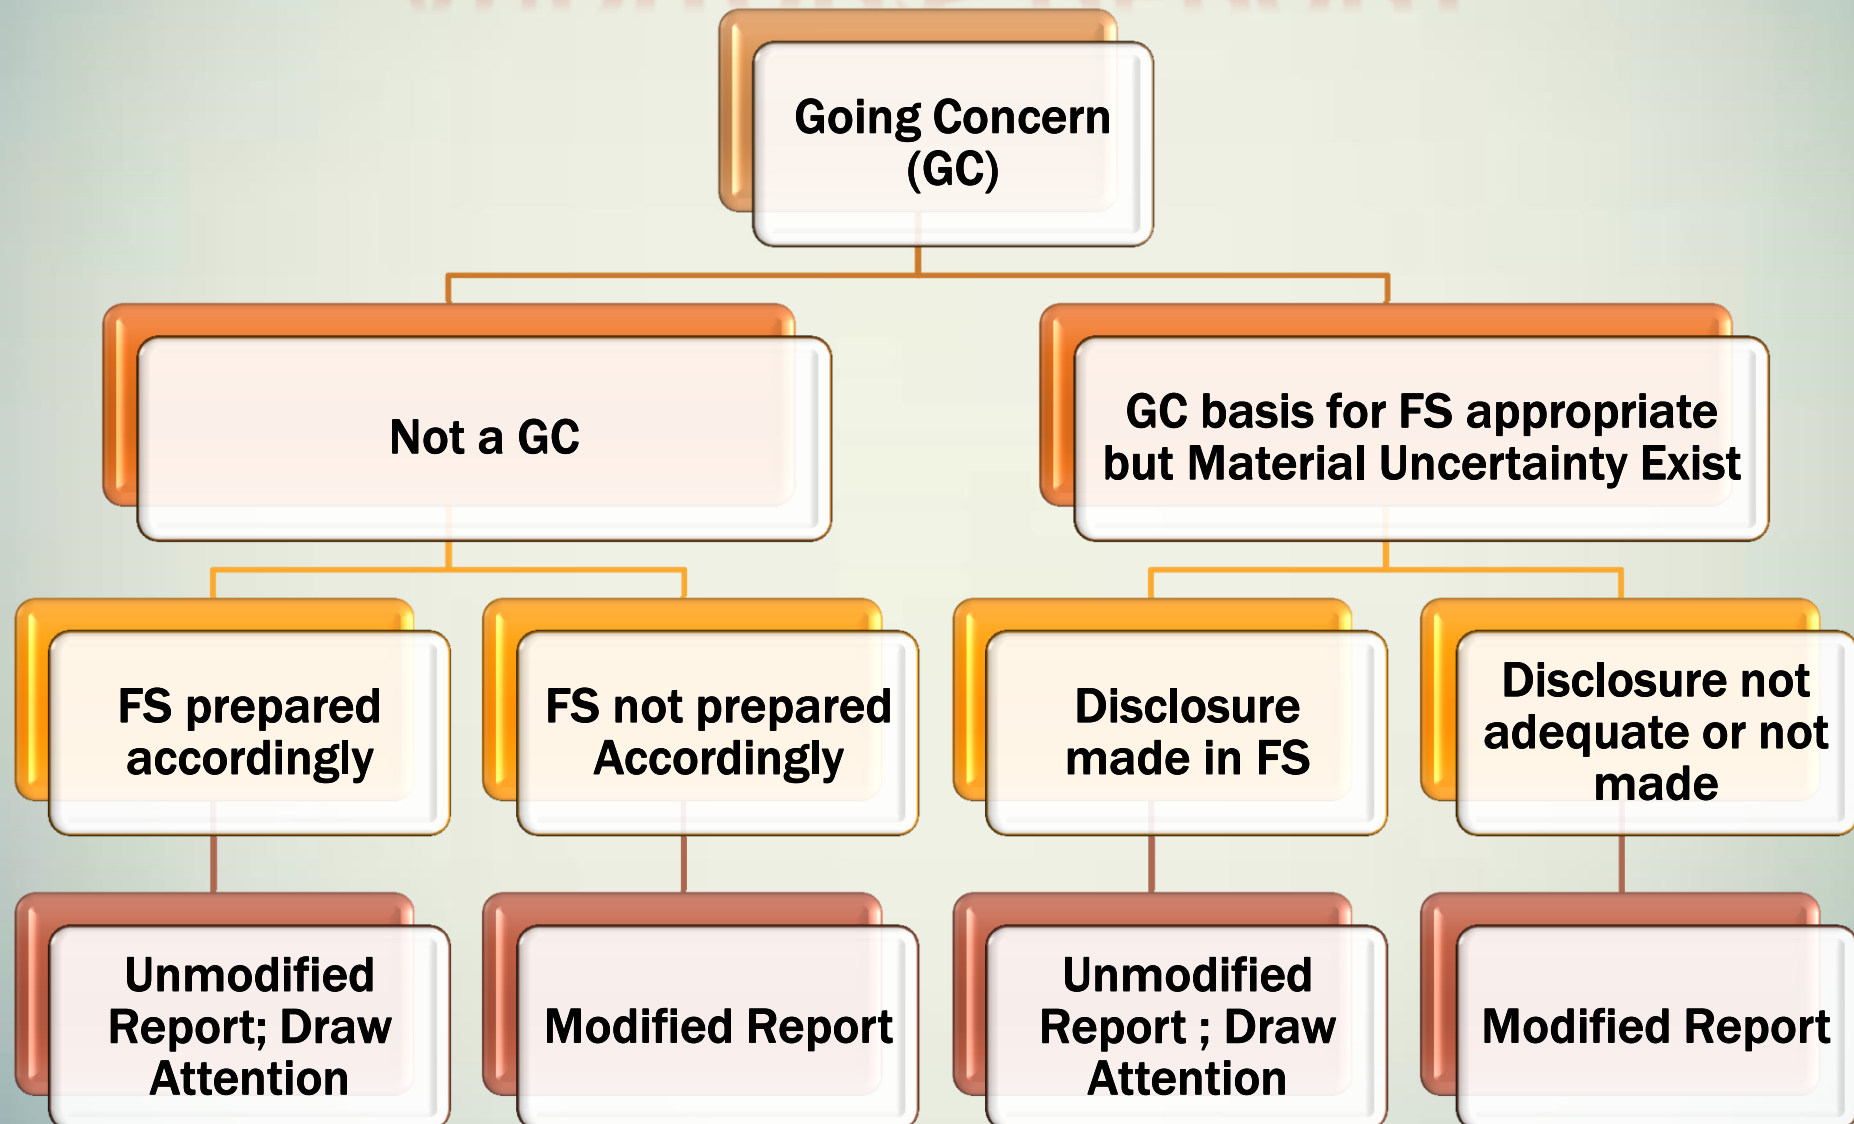 Going Concern
(GC)
Not a GC
GC basis for FS appropriate
but Material Uncertainty Exist
FS prepared
accordingly
FS not prepared
Accordingly
Disclosure
made in FS
Disclosure not
adequate or not
made
Unmodified
Report; Draw
Attention
Modified Report
Unmodified
Report ; Draw
Attention
Modified Report